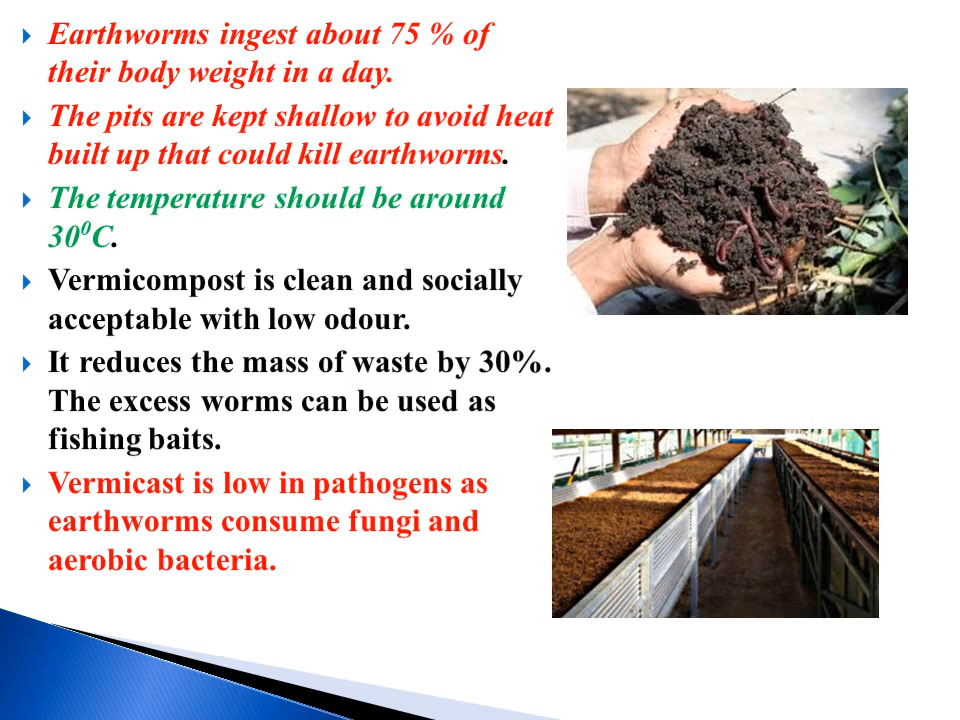 Earthworms ingest about 75 % of
their body weight in a day.
The pits are kept shallow to avoid heat
built up that could kill earthworms.
The temperature should be around
30⁰C.
Vermicompost is clean and socially
acceptable with low odour.
It reduces the mass of waste by 30%.
The excess worms can be used as
fishing baits.
Vermicast is low in pathogens as
earthworms consume fungi and
aerobic bacteria.